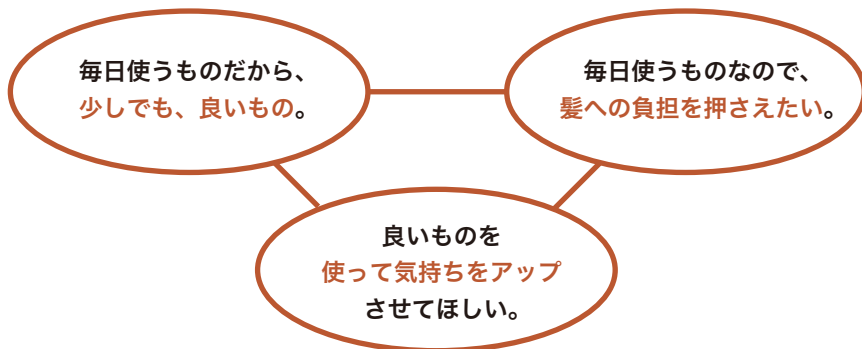 毎日使うものだから、
少しでも、良いもの。
毎日使うものなので、
髪への負担を押さえたい。
良いものを
使って気持ちをアップ
させてほしい。